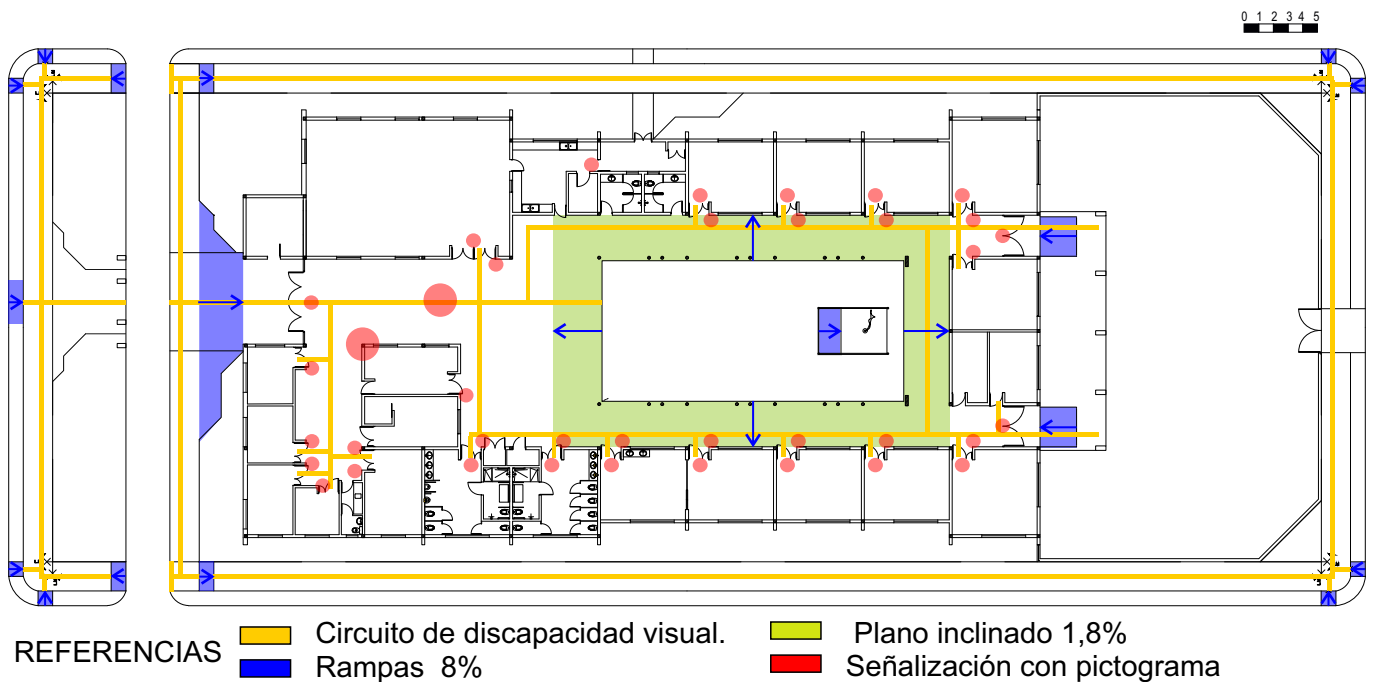 0 1 2 3 4 5
REFERENCIAS
Circuito de discapacidad visual.
Rampas 8%
Plano inclinado 1,8%
Señalización con pictograma